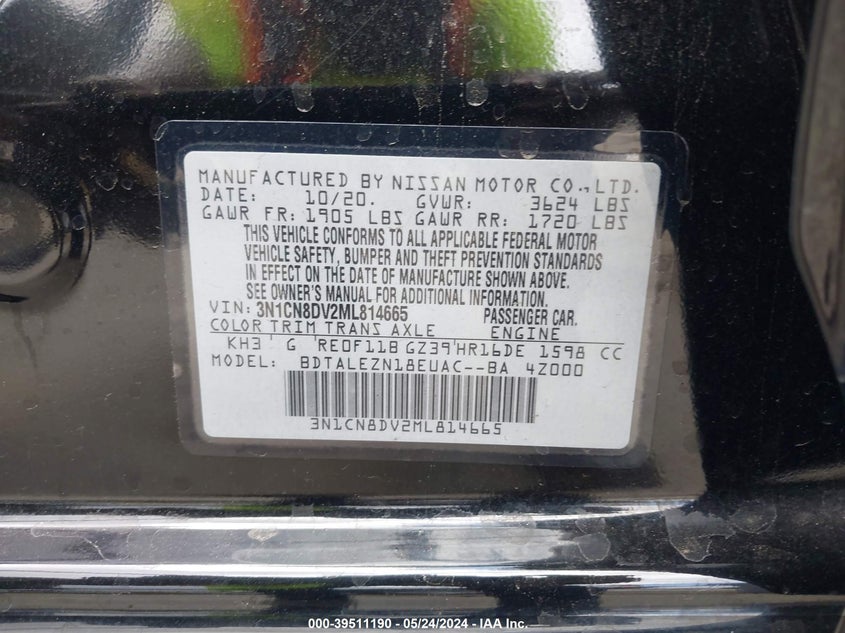 MANUFACTURED BY NISSAN MOTOR CO., LTD.
DATE: 10/20. GVWR: 3624 LBS
GAWR FR: 1905 LBS GAWR RR: 1720 LBS
THIS VEHICLE CONFORMS TO ALL APPLICABLE FEDERAL MOTOR
VEHICLE SAFETY, BUMPER AND THEFT PREVENTION STANDARDS
IN EFFECT ON THE DATE OF MANUFACTURE SHOWN ABOVE.
SEE OWNER'S MANUAL FOR ADDITIONAL INFORMATION
VIN: 3N1CN8DV2ML814665 PASSENGER CAR.
COLOR TRIM TRANS AXLE ENGINE
KH3 G RE0F11B GZ39 HR16DE 1598 CC
MODEL: BDTALEZN18EUAC--BA 4Z000
3N1CN8DV2ML814665
000-39511190 - 05/24/2024 - IAA Inc.